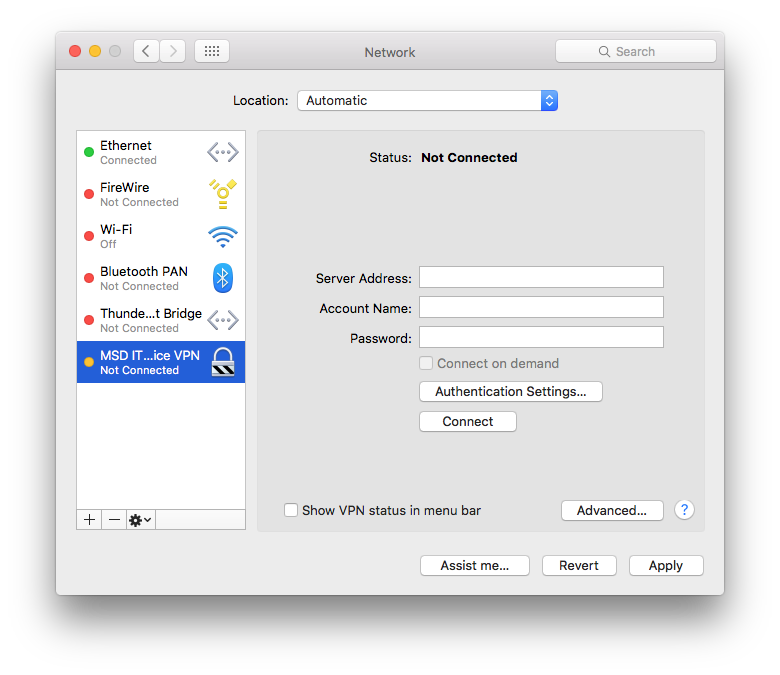 Network
Search
Location: Automatic
Ethernet
Connected
FireWire
Not Connected
Wi-Fi
Off
Bluetooth PAN
Not Connected
Thunde...t Bridge
Not Connected
MSD IT...ice VPN
Not Connected
Status: Not Connected
Server Address:
Account Name:
Password:
Connect on demand
Authentication Settings...
Connect
Show VPN status in menu bar
Advanced...
?
Assist me...
Revert
Apply